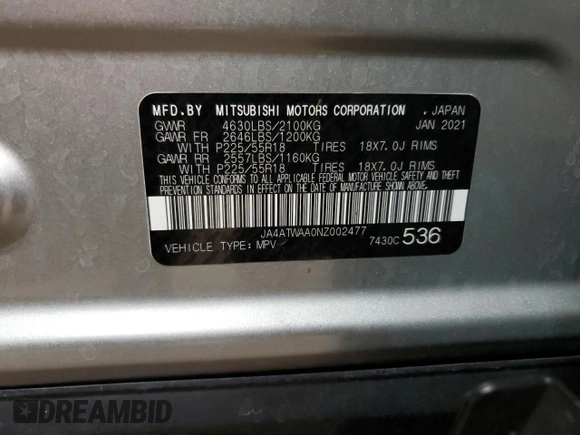 MFD.BY MITSUBISHI MOTORS CORPORATION , JAPAN
GVWR 4630LBS/2100KG JAN 2021
GAWR FR 2646LBS/1200KG
WITH P225/55R18 TIRES 18X7.0J RIMS
GAWR RR 2557LBS/1160KG
WITH P225/55R18 TIRES 18X7.0J RIMS
THIS VEHICLE CONFORMS TO ALL APPLICABLE FEDERAL MOTOR VEHICLE SAFETY AND THEFT
PREVENTION STANDARDS IN EFFECT ON THE DATE OF MANUFACTURE SHOWN ABOVE.
JA4ATWAA0NZ002477
VEHICLE TYPE: MPV 7430C 536
DREAMBID